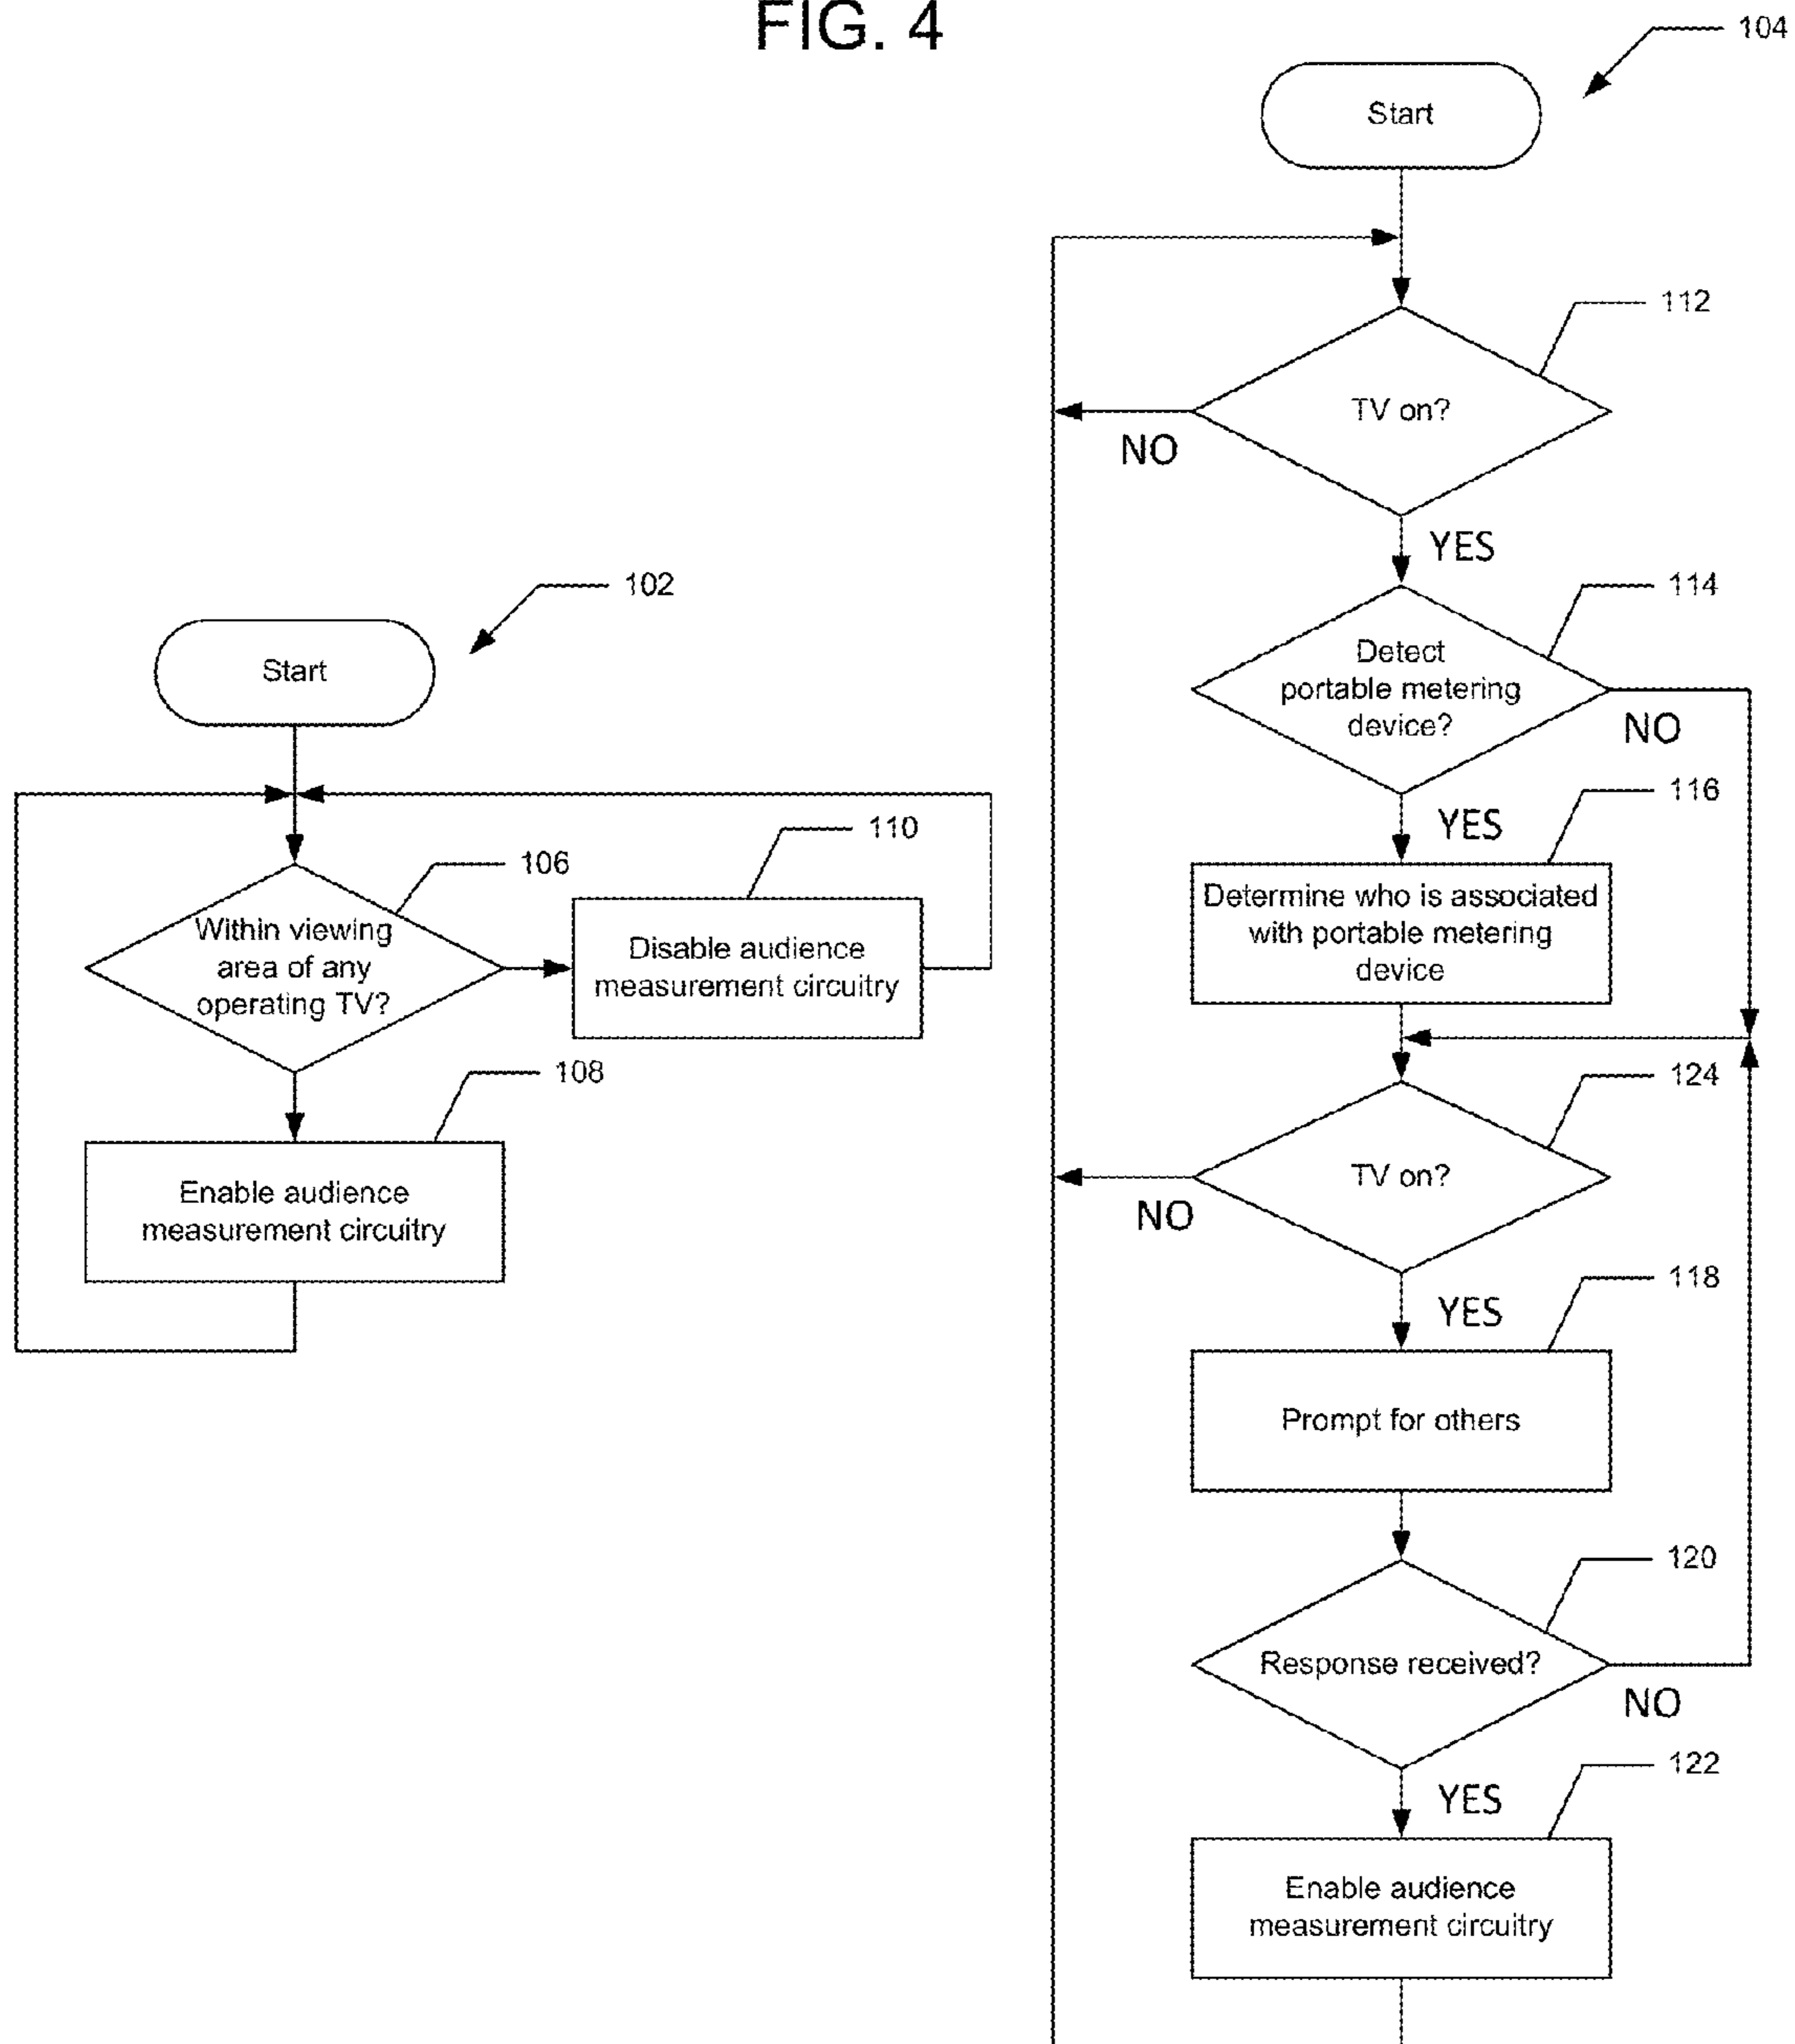 FIG. 4
102
Start
106
Within viewing
area of any
operating TV?
110
Disable audience
measurement circuitry
108
Enable audience
measurement circuitry
104
Start
112
TV on?
NO
YES
114
Detect
portable metering
device?
NO
YES
116
Determine who is associated
with portable metering
device
124
TV on?
NO
YES
118
Prompt for others
120
Response received?
NO
YES
122
Enable audience
measurement circuitry